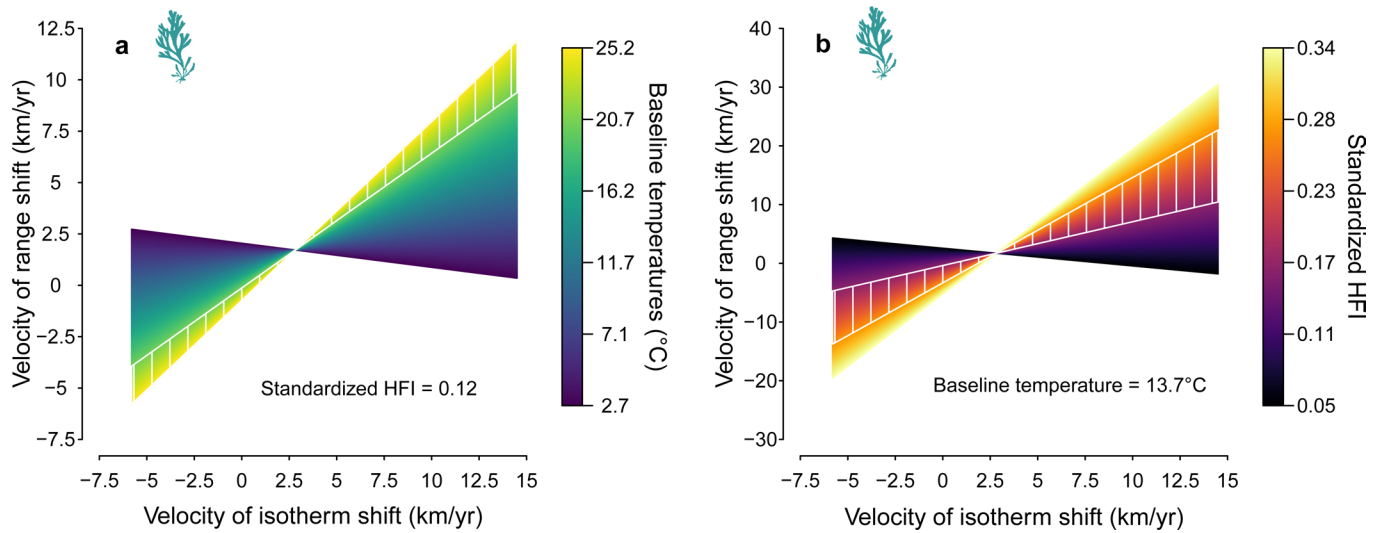 a
Velocity of range shift (km/yr)
12.5
10
7.5
5
2.5
0
−2.5
−5
−7.5
−7.5 −5 −2.5 0 2.5 5 7.5 10 12.5 15
Velocity of isotherm shift (km/yr)
Standardized HFI = 0.12
25.2
20.7
16.2
11.7
7.1
2.7
Baseline temperatures (°C)
b
Velocity of range shift (km/yr)
40
30
20
10
0
−10
−20
−30
−7.5 −5 −2.5 0 2.5 5 7.5 10 12.5 15
Velocity of isotherm shift (km/yr)
Baseline temperature = 13.7°C
0.34
0.28
0.23
0.17
0.11
0.05
Standardized HFI